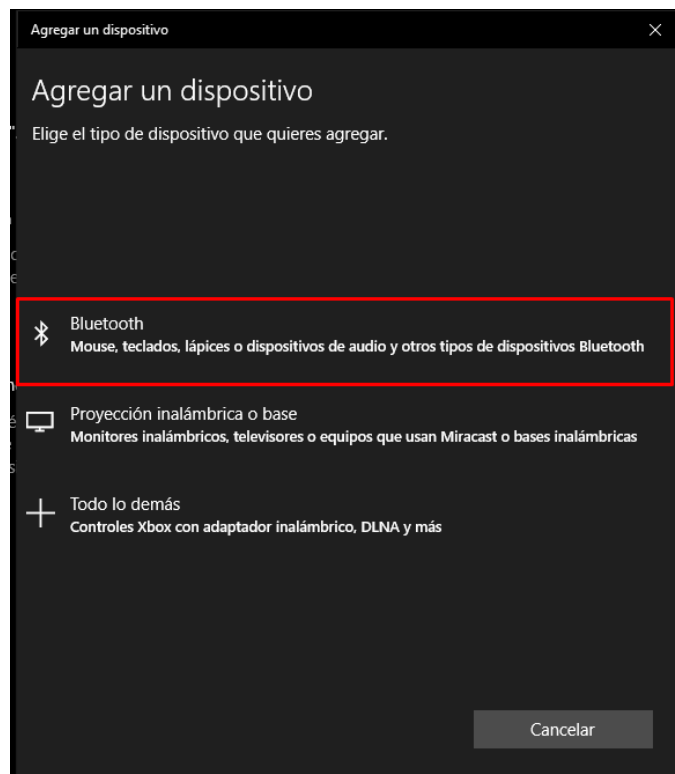 Agregar un dispositivo
Agregar un dispositivo
Elige el tipo de dispositivo que quieres agregar.
Bluetooth
Mouse, teclados, lápices o dispositivos de audio y otros tipos de dispositivos Bluetooth
Proyección inalámbrica o base
Monitores inalámbricos, televisores o equipos que usan Miracast o bases inalámbricas
Todo lo demás
Controles Xbox con adaptador inalámbrico, DLNA y más
Cancelar